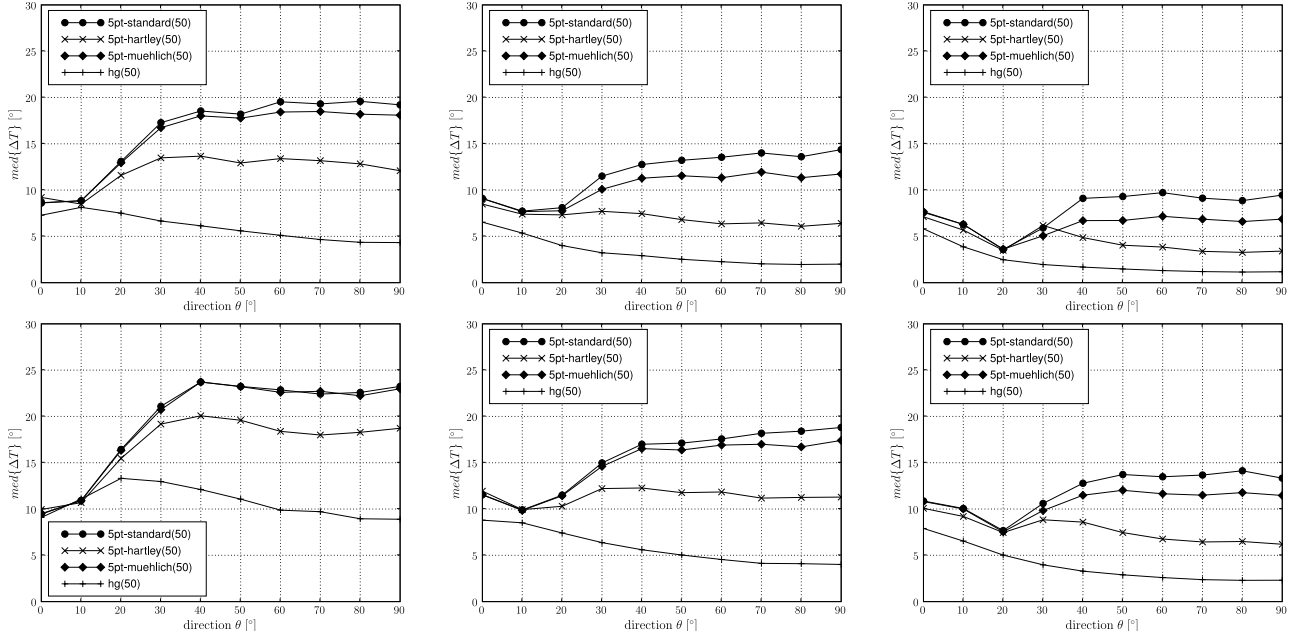 30
25
20
15
10
5
0
med{ΔT} [°]
5pt-standard(50)
5pt-hartley(50)
5pt-muehlich(50)
hg(50)
0 10 20 30 40 50 60 70 80 90
direction θ [°]
30
25
20
15
10
5
0
med{ΔT} [°]
5pt-standard(50)
5pt-hartley(50)
5pt-muehlich(50)
hg(50)
0 10 20 30 40 50 60 70 80 90
direction θ [°]
30
25
20
15
10
5
0
med{ΔT} [°]
5pt-standard(50)
5pt-hartley(50)
5pt-muehlich(50)
hg(50)
0 10 20 30 40 50 60 70 80 90
direction θ [°]
30
25
20
15
10
5
0
med{ΔT} [°]
5pt-standard(50)
5pt-hartley(50)
5pt-muehlich(50)
hg(50)
0 10 20 30 40 50 60 70 80 90
direction θ [°]
30
25
20
15
10
5
0
med{ΔT} [°]
5pt-standard(50)
5pt-hartley(50)
5pt-muehlich(50)
hg(50)
0 10 20 30 40 50 60 70 80 90
direction θ [°]
30
25
20
15
10
5
0
med{ΔT} [°]
5pt-standard(50)
5pt-hartley(50)
5pt-muehlich(50)
hg(50)
0 10 20 30 40 50 60 70 80 90
direction θ [°]